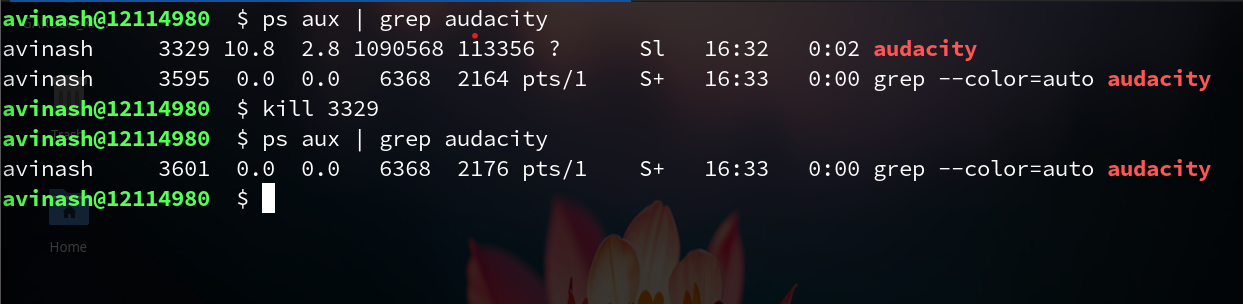 avinash@12114980 $ ps aux | grep audacity
avinash 3329 10.8 2.8 1090568 113356 ? Sl 16:32 0:02 audacity
avinash 3595 0.0 0.0 6368 2164 pts/1 S+ 16:33 0:00 grep --color=auto audacity
avinash@12114980 $ kill 3329
avinash@12114980 $ ps aux | grep audacity
avinash 3601 0.0 0.0 6368 2176 pts/1 S+ 16:33 0:00 grep --color=auto audacity
avinash@12114980 $
Home